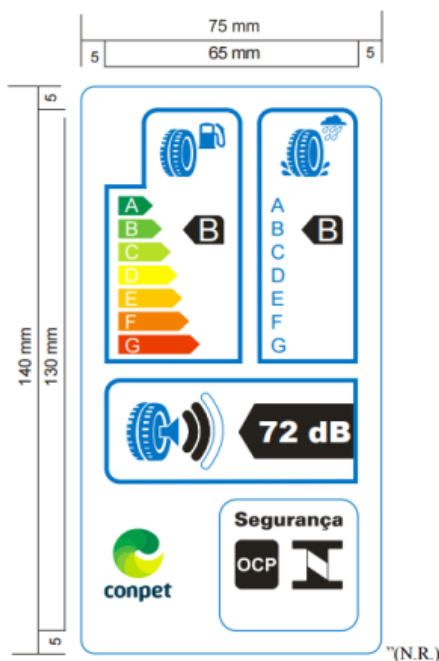 75 mm
5 65 mm 5
5
A A
B B B B
C C
D D
E E
F F
G G
140 mm
130 mm
72 dB
Segurança
OCP
conpet
5
”(N.R.)